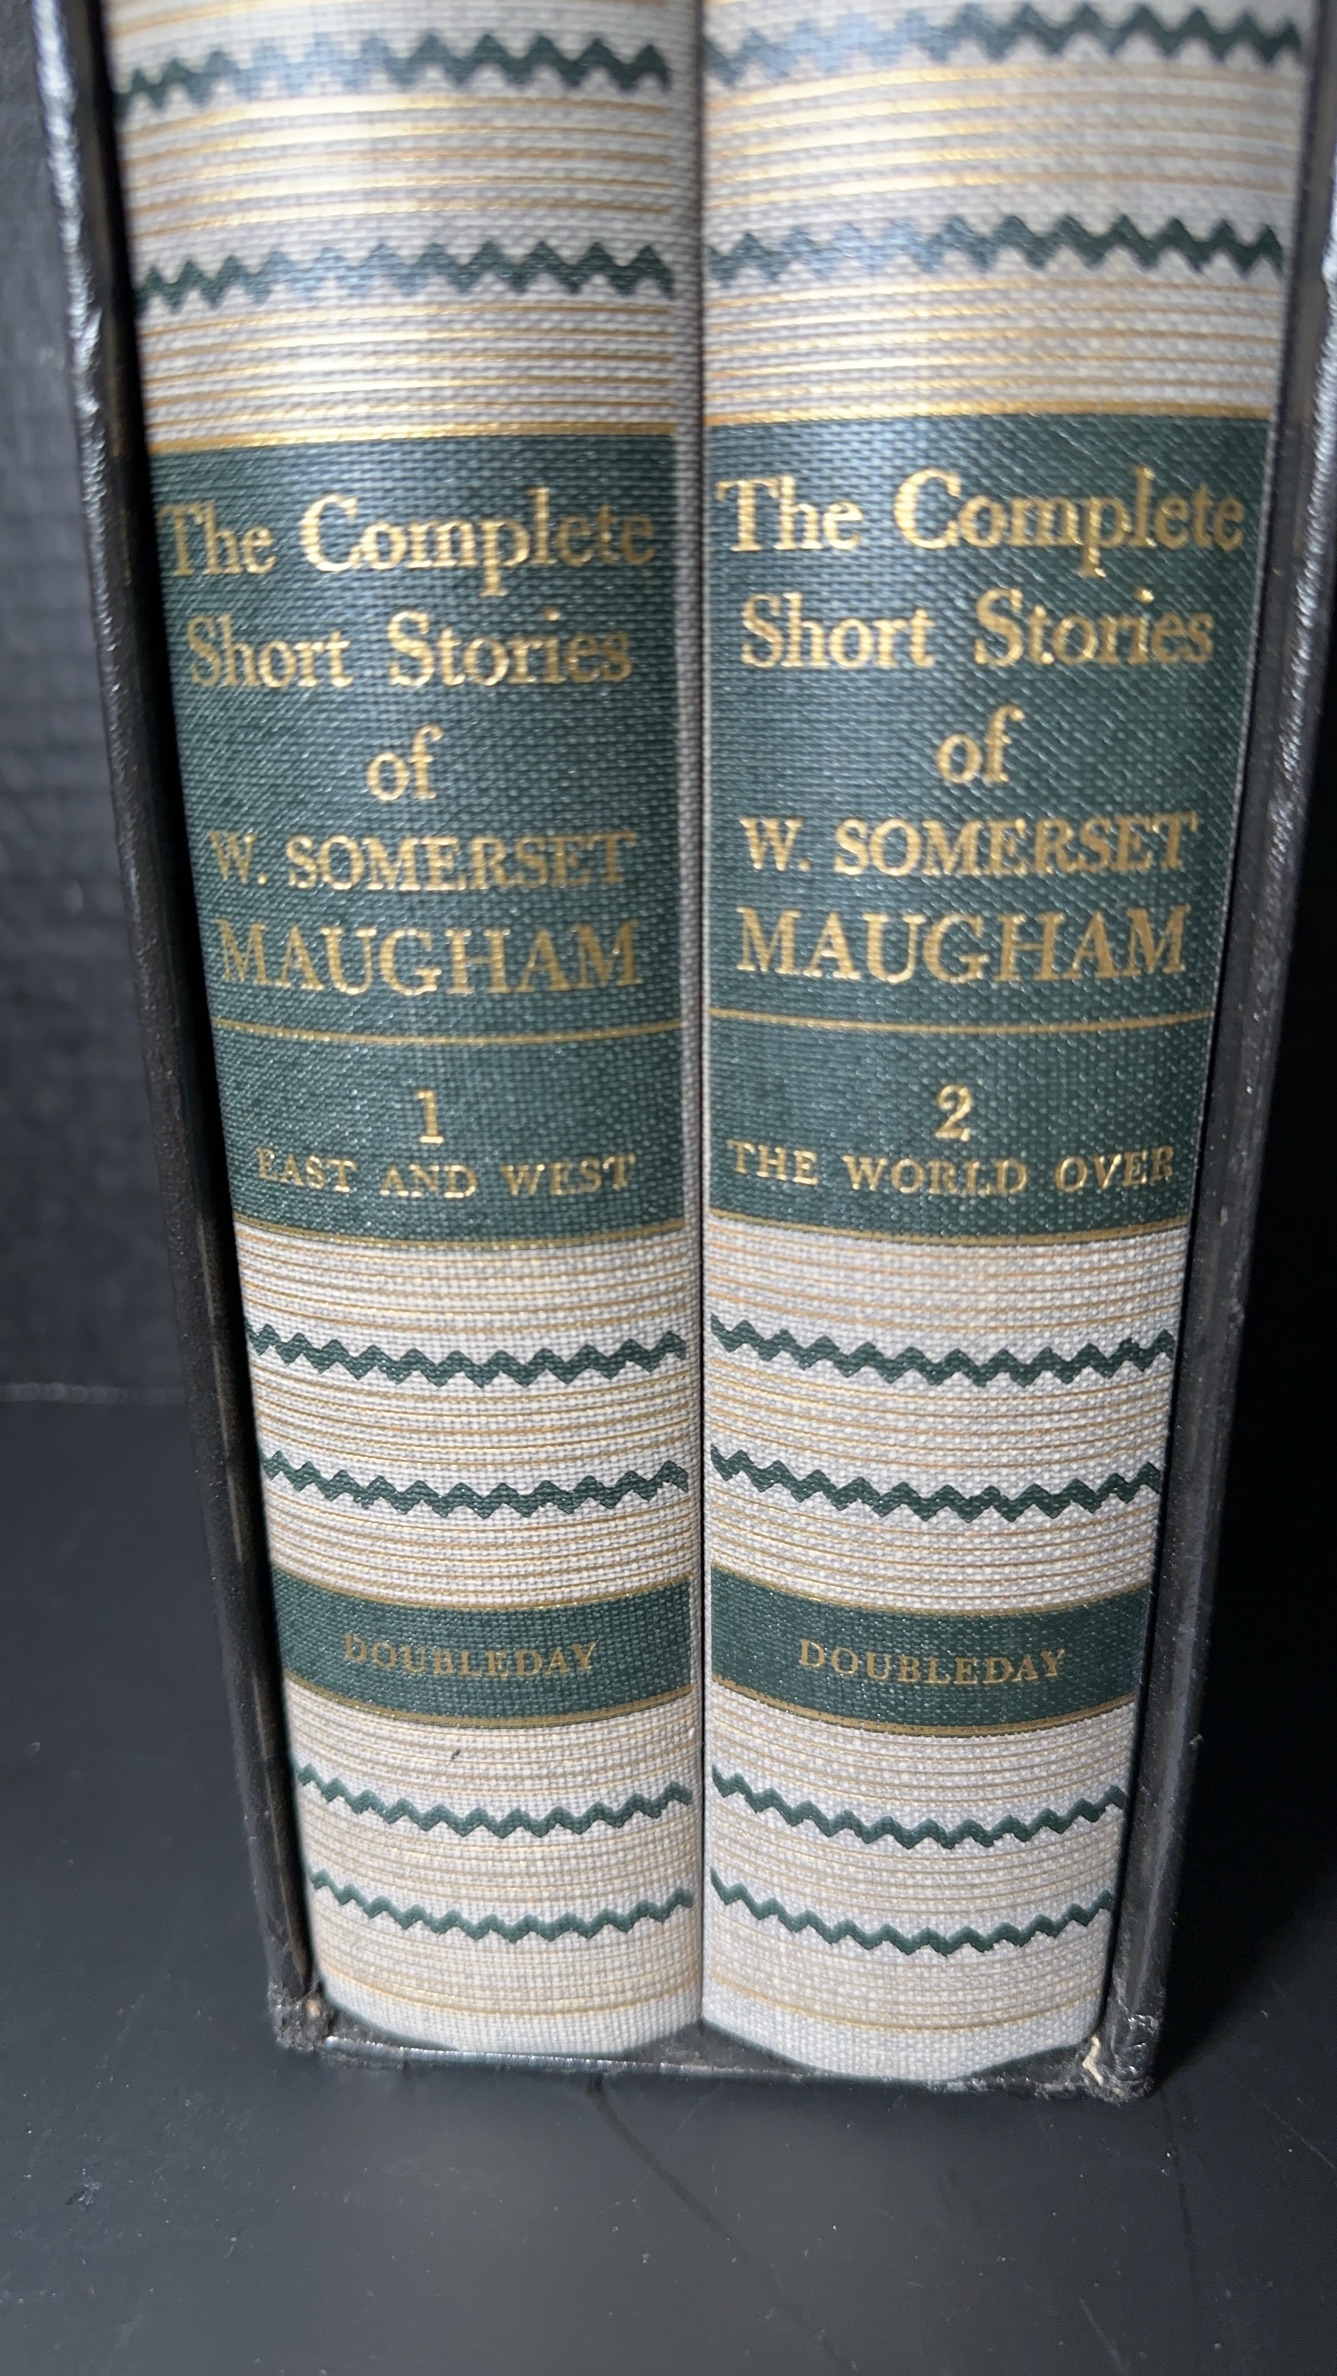 The Complete
Short Stories
of
W. SOMERSET
MAUGHAM
1
EAST AND WEST
DOUBLEDAY
The Complete
Short Stories
of
W. SOMERSET
MAUGHAM
2
THE WORLD OVER
DOUBLEDAY